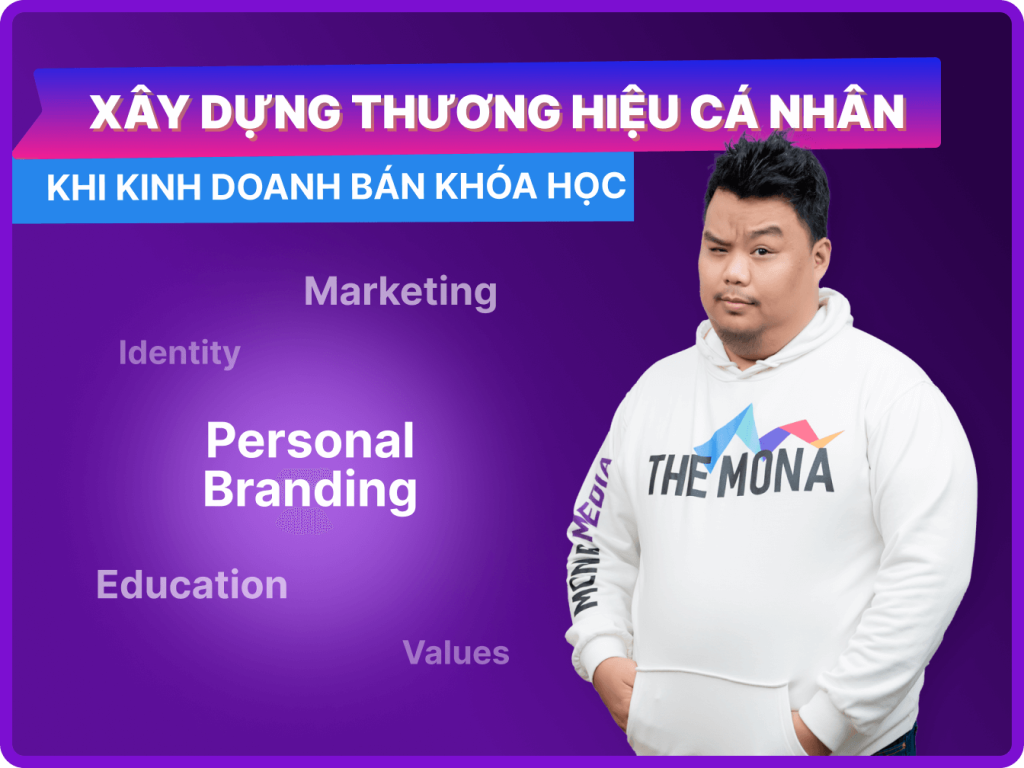 XÂY DỰNG THƯƠNG HIỆU CÁ NHÂN
KHI KINH DOANH BÁN KHÓA HỌC
Marketing
Identity
Personal
Branding
Education
Values
THE MONA
MONA MEDIA